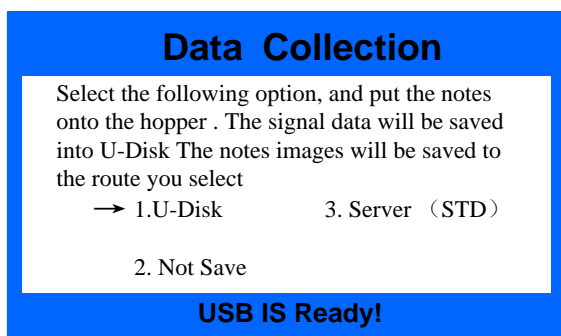 Data Collection
Select the following option, and put the notes
onto the hopper . The signal data will be saved
into U-Disk The notes images will be saved to
the route you select
→ 1.U-Disk 3. Server （STD）
2. Not Save
USB IS Ready!